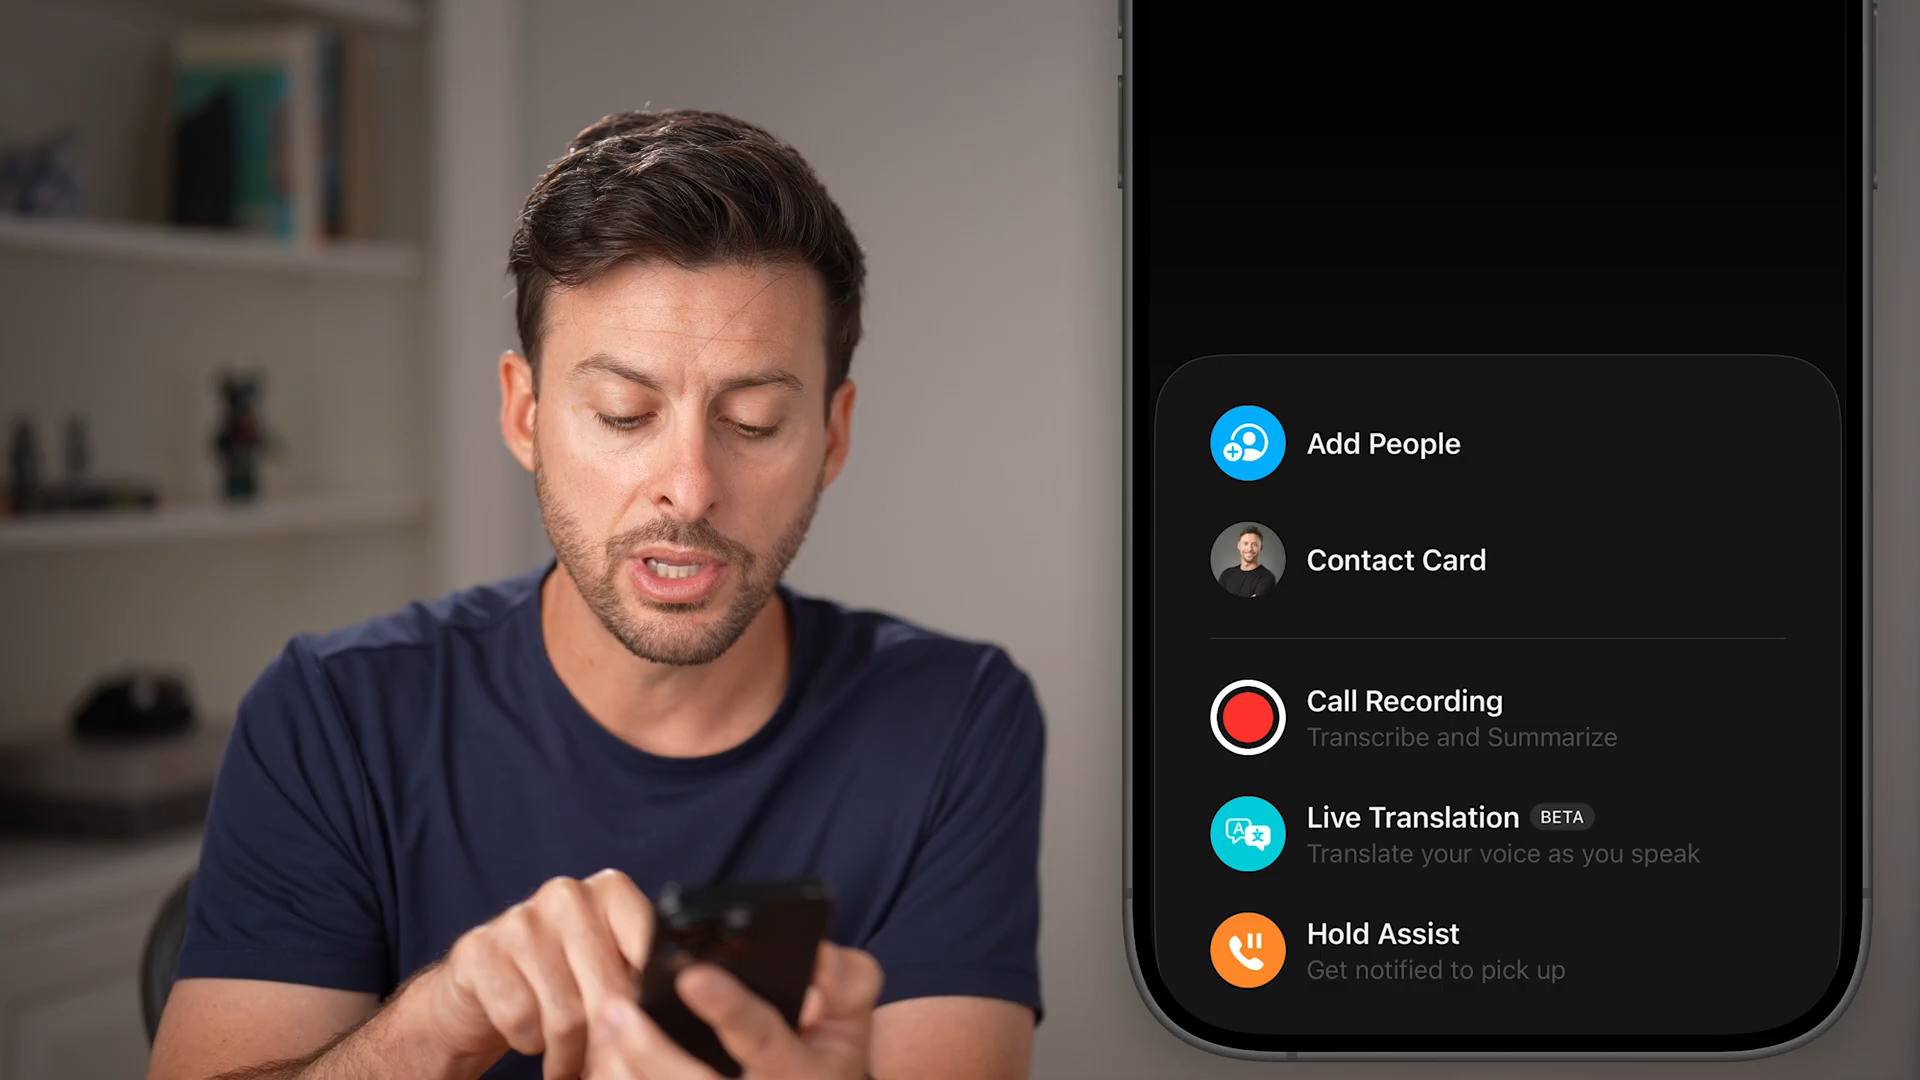 Add People
Contact Card
Call Recording
Transcribe and Summarize
Live Translation BETA
Translate your voice as you speak
Hold Assist
Get notified to pick up